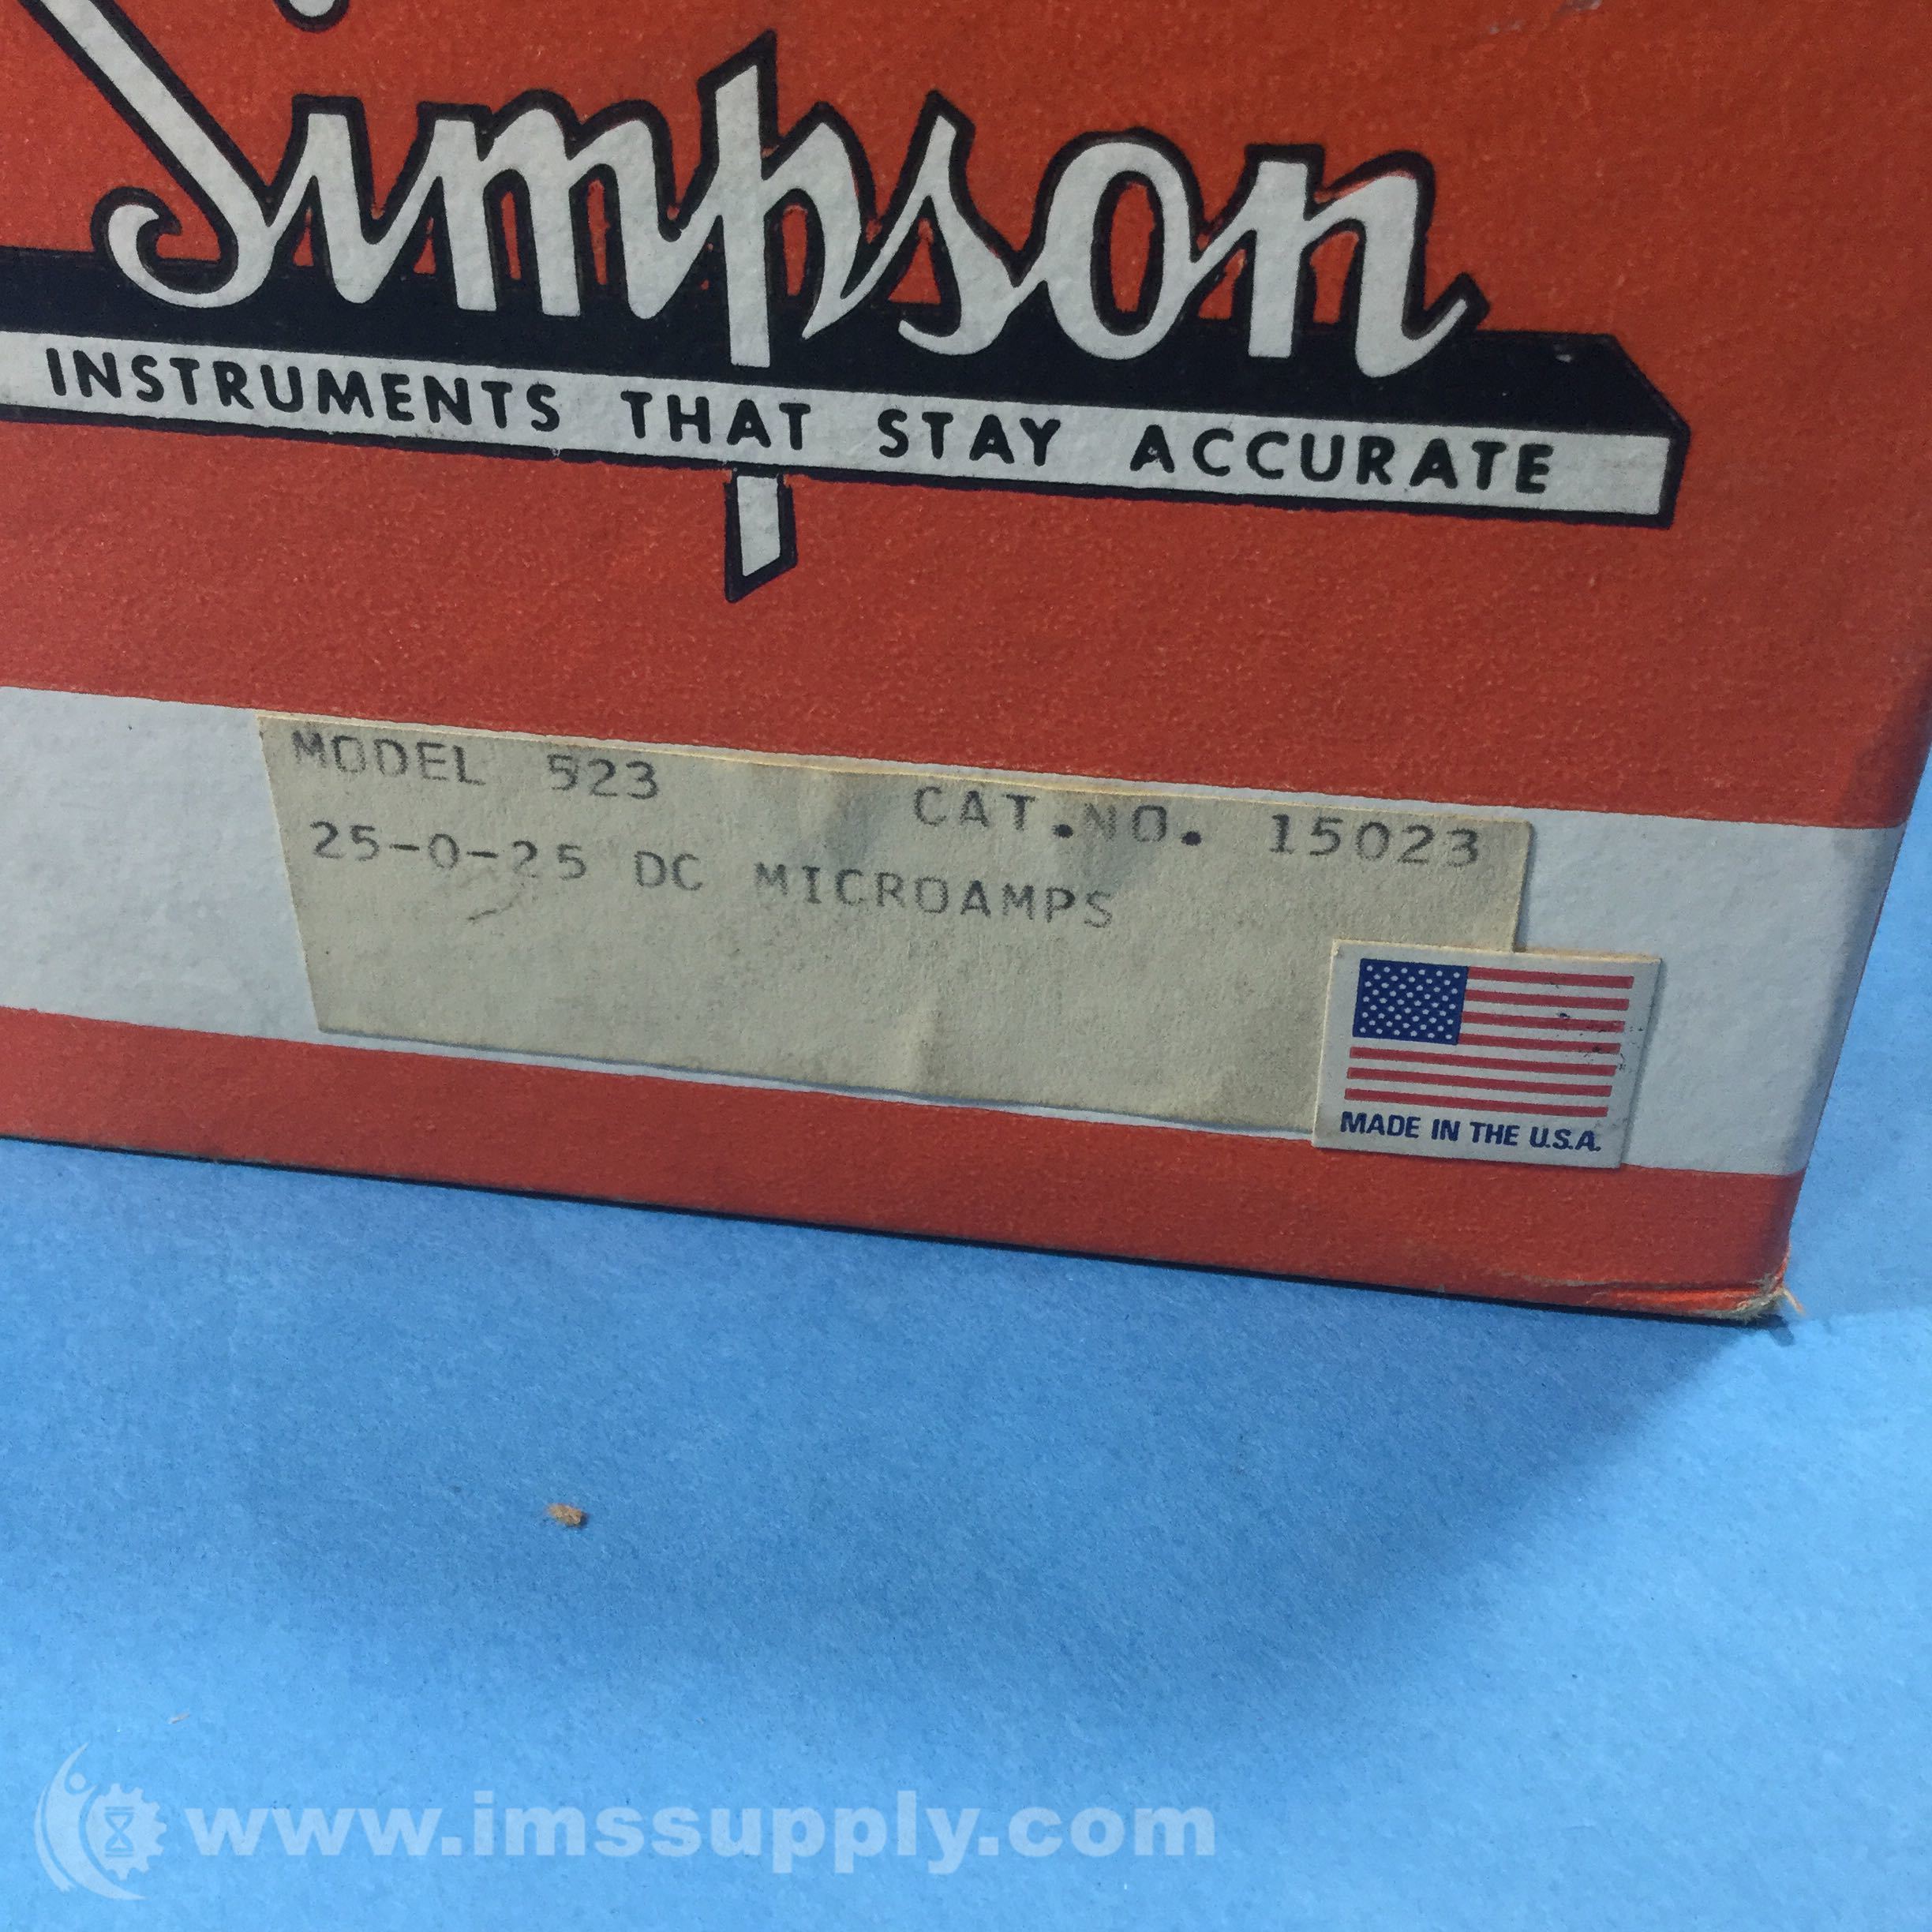 Simpson
INSTRUMENTS THAT STAY ACCURATE
MODEL 523 CAT.NO. 15023
25-0-25 DC MICROAMPS
MADE IN THE U.S.A.
www.imssupply.com